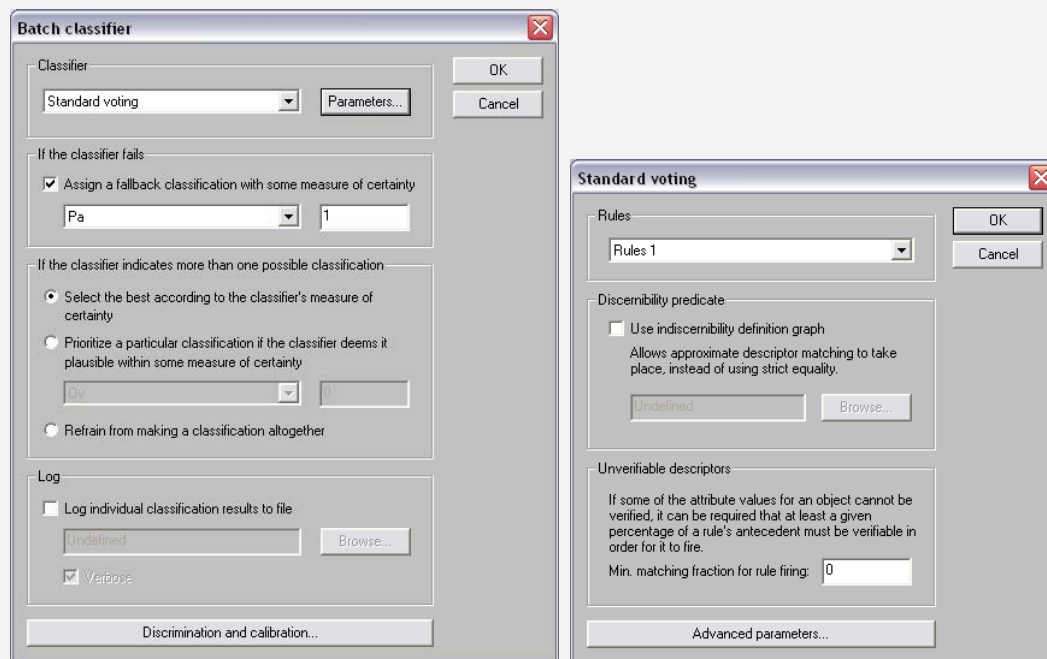 Batch classifier
Classifier
OK
Standard voting
Parameters...
Cancel
If the classifier fails
Assign a fallback classification with some measure of certainty
Pa
1
If the classifier indicates more than one possible classification
Select the best according to the classifier's measure of
certainty
Prioritize a particular classification if the classifier deems it
plausible within some measure of certainty
Ov
0
Refrain from making a classification altogether
Log
Log individual classification results to file
Undefined
Browse...
Verbose
Discrimination and calibration...
Standard voting
Rules
OK
Rules 1
Cancel
Discernibility predicate
Use indiscernibility definition graph
Allows approximate descriptor matching to take
place, instead of using strict equality.
Undefined
Browse...
Unverifiable descriptors
If some of the attribute values for an object cannot be
verified, it can be required that at least a given
percentage of a rule's antecedent must be verifiable in
order for it to fire.
Min. matching fraction for rule firing:
0
Advanced parameters...